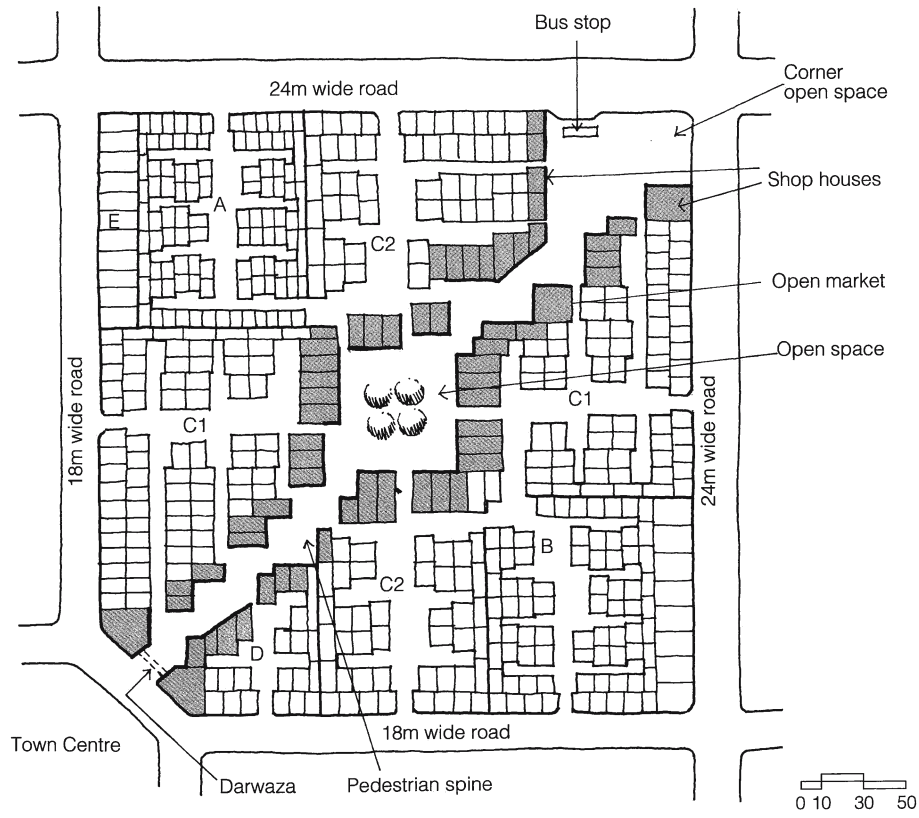 Bus stop
24m wide road
Corner
open space
Shop houses
A
E
C2
Open market
Open space
18m wide road
C1
C1
24m wide road
B
C2
D
18m wide road
Town Centre
Darwaza
Pedestrian spine
0 10 30 50